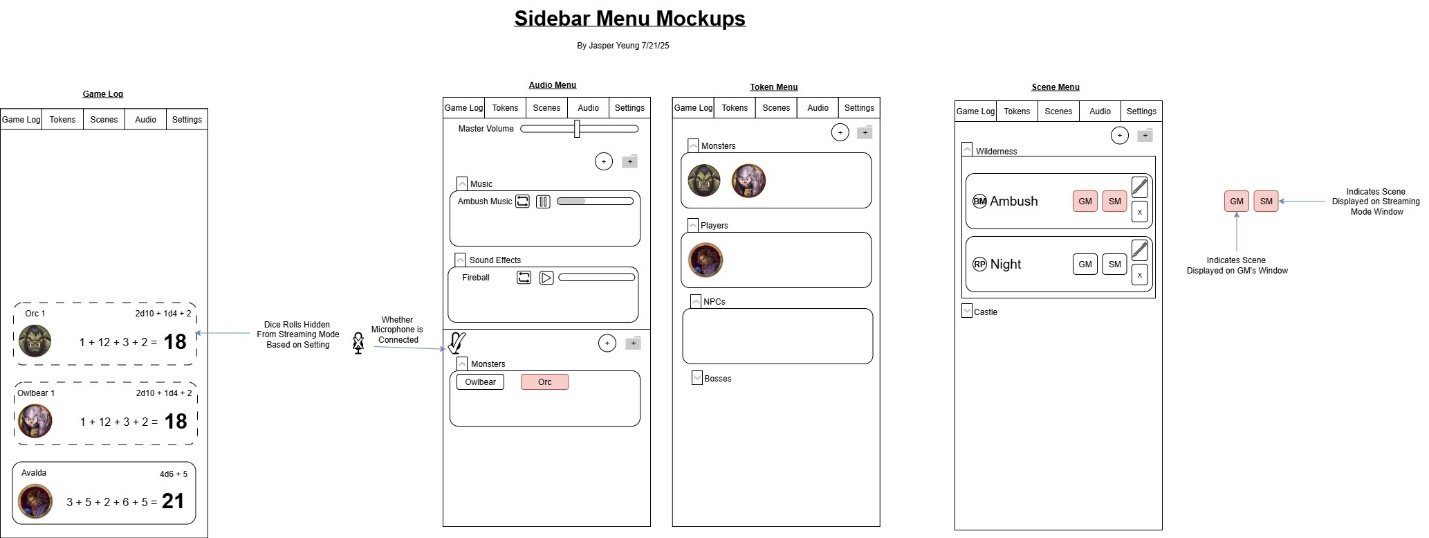 Sidebar Menu Mockups
By Jasper Yeung 7/21/25
Game Log
Game Log Tokens Scenes Audio Settings
Orc 1 2d10 + 1d4 + 2
1 + 12 + 3 + 2 = 18
Owlbear 1 2d10 + 1d4 + 2
1 + 12 + 3 + 2 = 18
Avalda 4d6 + 5
3 + 5 + 2 + 6 + 5 = 21
Dice Rolls Hidden
From Streaming Mode
Based on Setting
Whether
Microphone is
Connected
Audio Menu
Game Log Tokens Scenes Audio Settings
Master Volume
+ +
Music
Ambush Music
Sound Effects
Fireball
+ +
Monsters
Owlbear Orc
Token Menu
Game Log Tokens Scenes Audio Settings
+ +
Monsters
Players
NPCs
Bosses
Scene Menu
Game Log Tokens Scenes Audio Settings
+ +
Wilderness
BM Ambush GM SM
x
RP Night GM SM
x
Castle
GM SM
Indicates Scene
Displayed on Streaming
Mode Window
Indicates Scene
Displayed on GM's Window